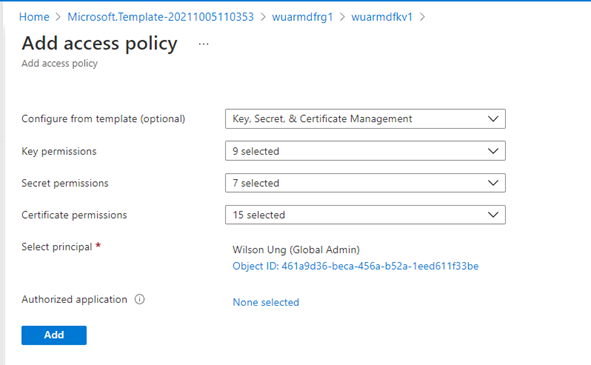 Home > Microsoft.Template-20211005110353 > wuarmdfrg1 > wuarmdfkv1 >
Add access policy ...
Add access policy
Configure from template (optional) Key, Secret, & Certificate Management
Key permissions 9 selected
Secret permissions 7 selected
Certificate permissions 15 selected
Select principal * Wilson Ung (Global Admin)
Object ID: 461a9d36-beca-456a-b52a-1eed611f33be
Authorized application None selected
Add